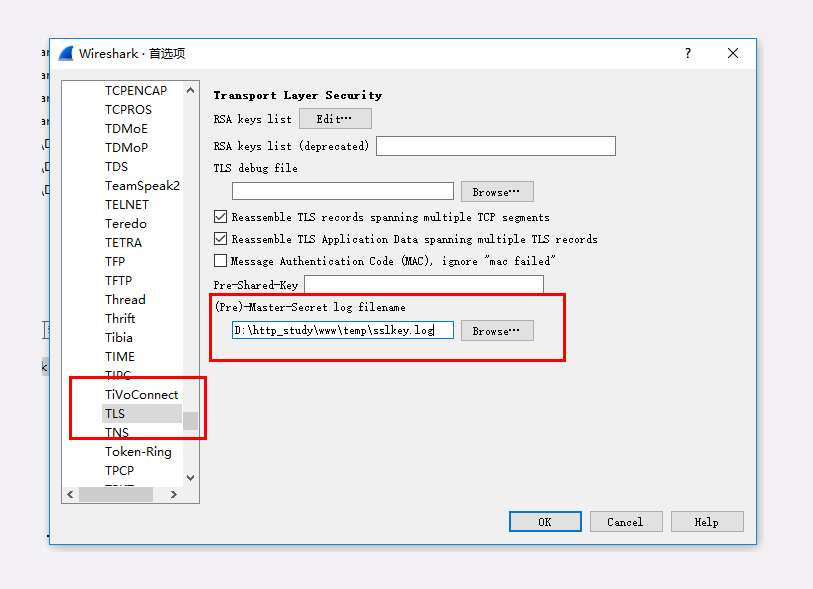 Wireshark · 首选项
?
TCPENCAP
TCPROS
TDMoE
TDMoP
TDS
TeamSpeak2
TELNET
Teredo
TETRA
TFP
TFTP
Thread
Thrift
Tibia
TIME
TIPC
TiVoConnect
TLS
TNS
Token-Ring
TPCP
Transport Layer Security
RSA keys list Edit…
RSA keys list (deprecated)
TLS debug file
Browse…
Reassemble TLS records spanning multiple TCP segments
Reassemble TLS Application Data spanning multiple TLS records
Message Authentication Code (MAC), ignore "mac failed"
Pre-Shared-Key
(Pre)-Master-Secret log filename
D:\http_study\www\temp\sslkey.log Browse…
OK Cancel Help